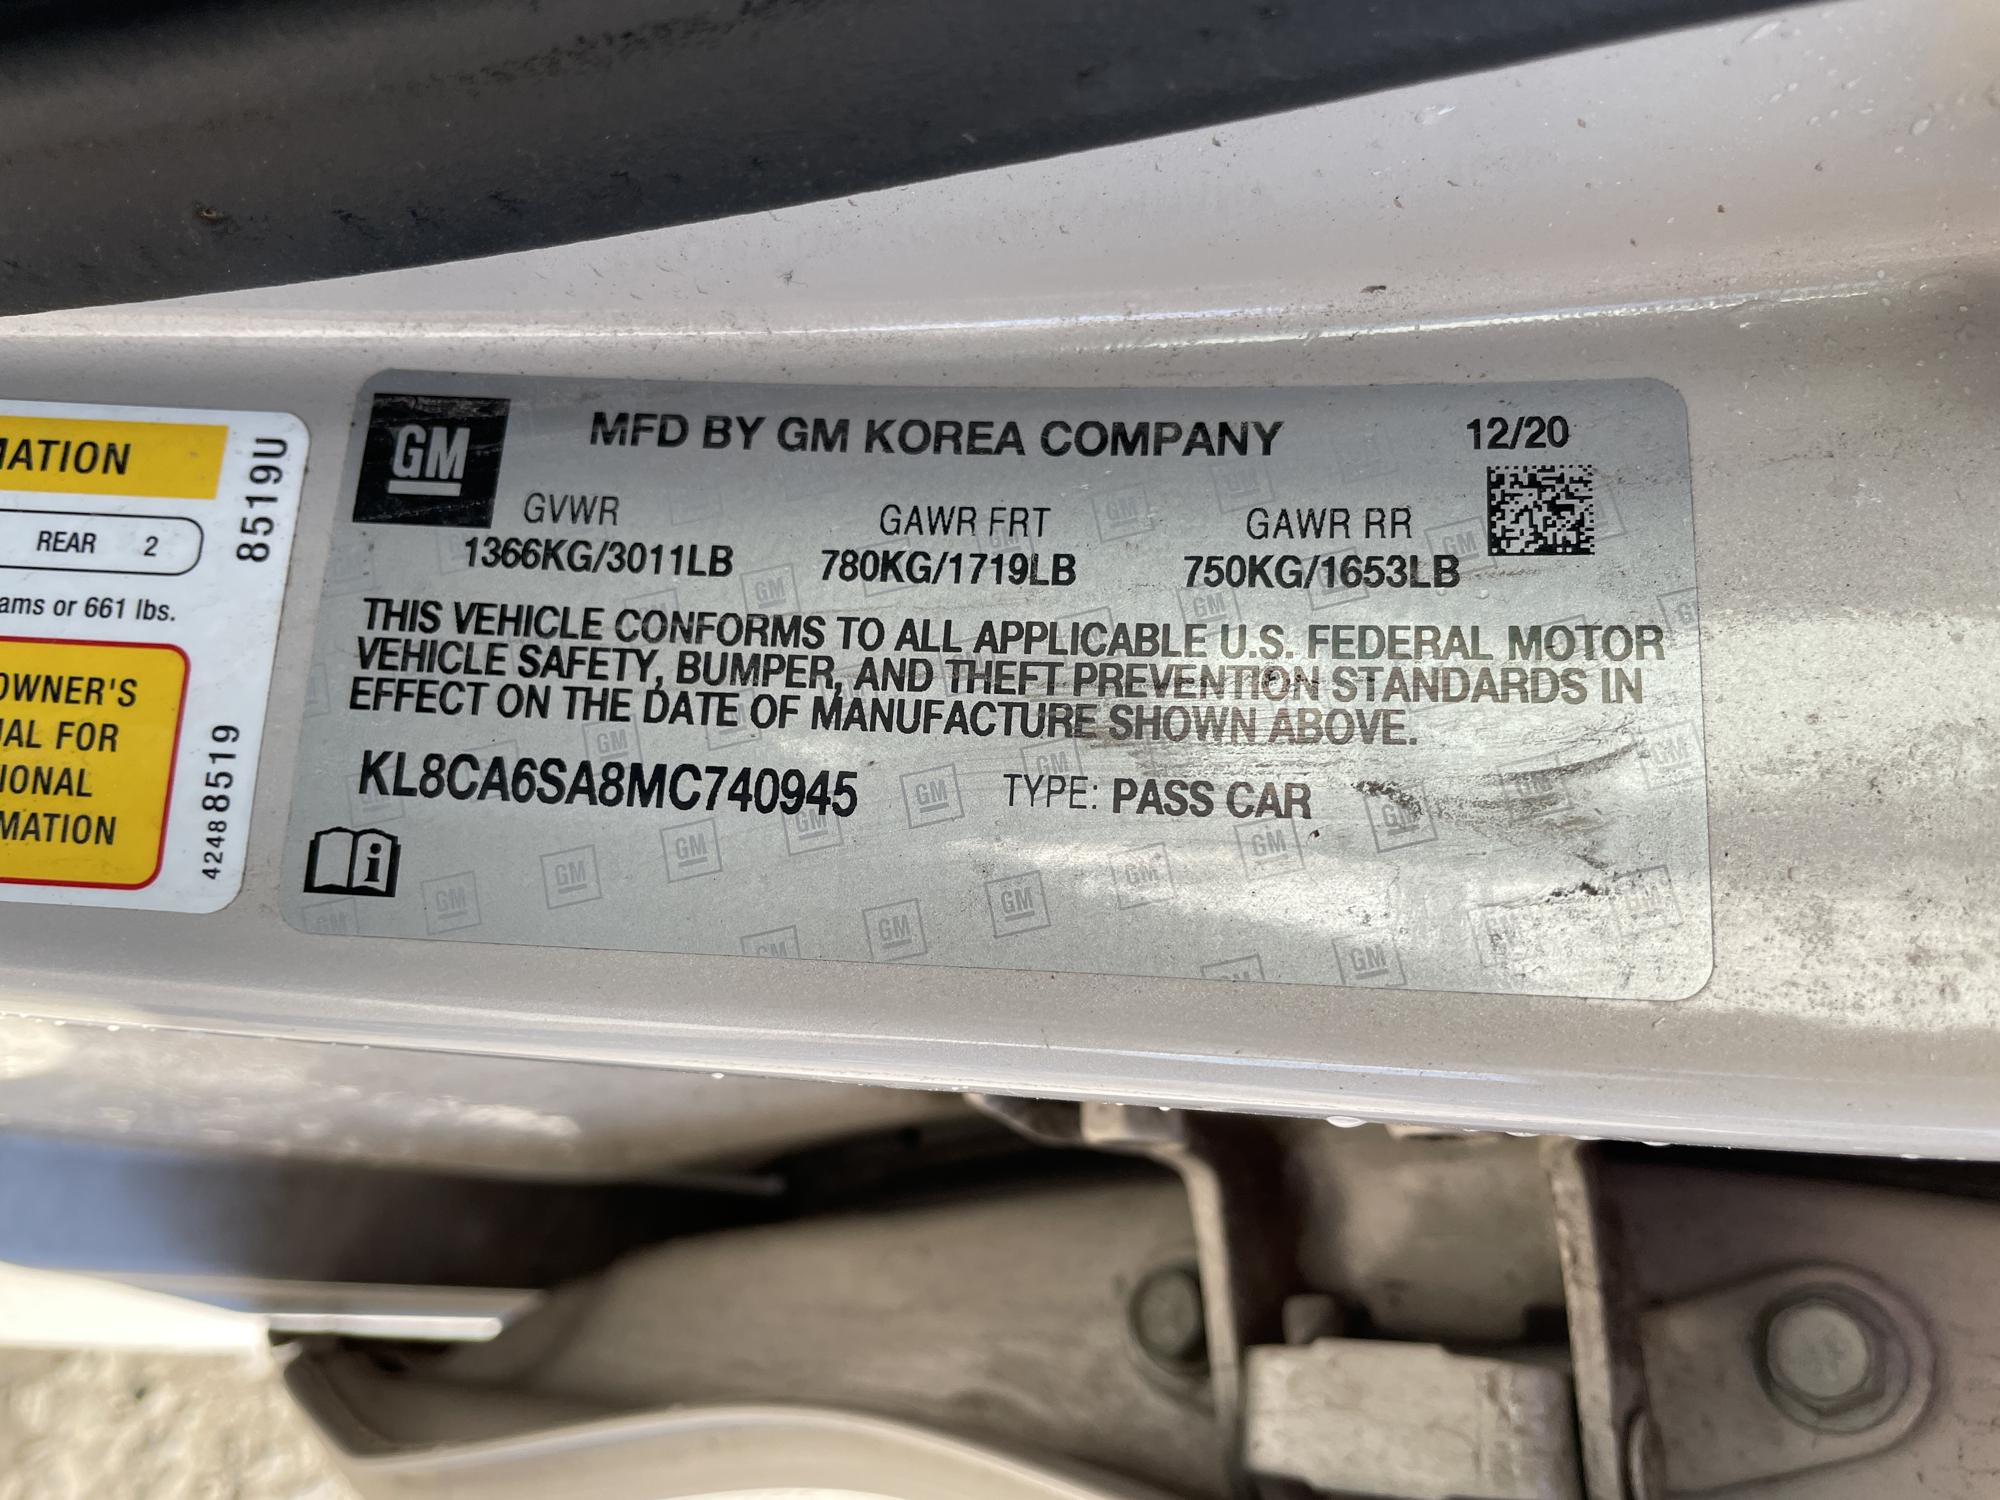 MATION
REAR 2
ams or 661 lbs.
OWNER'S
UAL FOR
IONAL
MATION
8519U
42488519
GM
MFD BY GM KOREA COMPANY 12/20
GVWR GAWR FRT GAWR RR
1366KG/3011LB 780KG/1719LB 750KG/1653LB
THIS VEHICLE CONFORMS TO ALL APPLICABLE U.S. FEDERAL MOTOR
VEHICLE SAFETY, BUMPER, AND THEFT PREVENTION STANDARDS IN
EFFECT ON THE DATE OF MANUFACTURE SHOWN ABOVE.
KL8CA6SA8MC740945 TYPE: PASS CAR